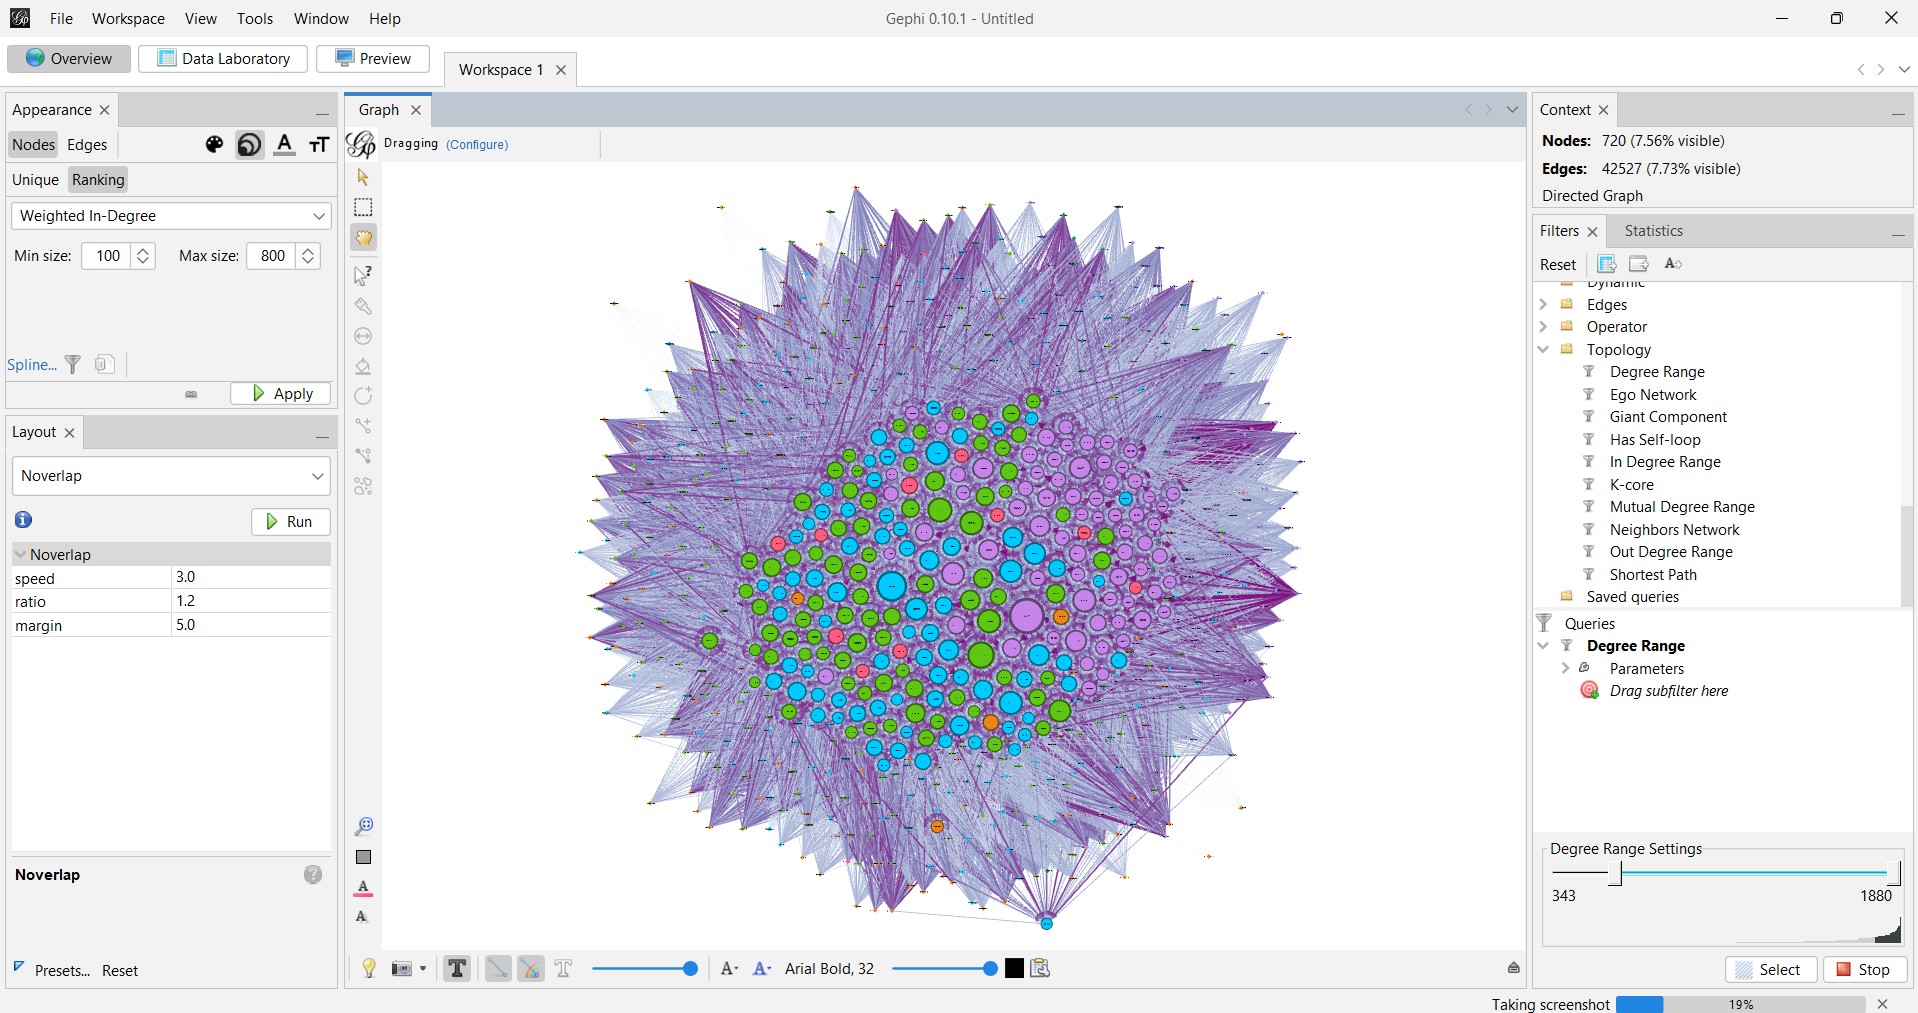 File Workspace View Tools Window Help
Gephi 0.10.1 - Untitled
Overview Data Laboratory Preview
Workspace 1
Appearance
Nodes Edges
Unique Ranking
Weighted In-Degree
Min size: 100 Max size: 800
Spline...
Apply
Layout
Noverlap
Run
Noverlap
speed 3.0
ratio 1.2
margin 5.0
Noverlap
Presets... Reset
Graph
Dragging (Configure)
Arial Bold, 32
Context
Nodes: 720 (7.56% visible)
Edges: 42527 (7.73% visible)
Directed Graph
Filters Statistics
Reset
Dynamic
Edges
Operator
Topology
Degree Range
Ego Network
Giant Component
Has Self-loop
In Degree Range
K-core
Mutual Degree Range
Neighbors Network
Out Degree Range
Shortest Path
Saved queries
Queries
Degree Range
Parameters
Drag subfilter here
Degree Range Settings
343 1880
Select Stop
Taking screenshot 19%